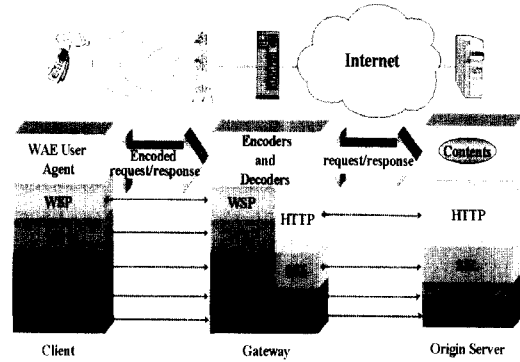 Internet
WAE User
Agent
Encoded
request/response
Encoders
and
Decoders
request/response
Contents
WSP
WSP
HTTP
HTTP
Client
Gateway
Origin Server